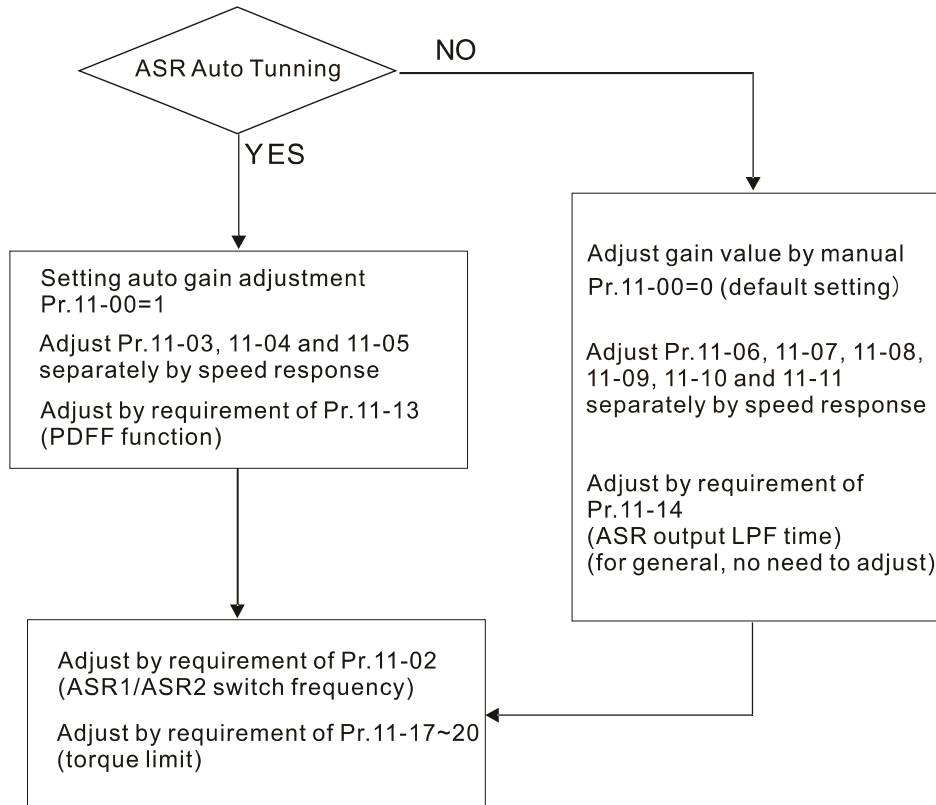 ASR Auto Tunning
NO
YES
Setting auto gain adjustment
Pr.11-00=1
Adjust Pr.11-03, 11-04 and 11-05
separately by speed response
Adjust by requirement of Pr.11-13
(PDFF function)
Adjust gain value by manual
Pr.11-00=0 (default setting)
Adjust Pr.11-06, 11-07, 11-08,
11-09, 11-10 and 11-11
separately by speed response
Adjust by requirement of
Pr.11-14
(ASR output LPF time)
(for general, no need to adjust)
Adjust by requirement of Pr.11-02
(ASR1/ASR2 switch frequency)
Adjust by requirement of Pr.11-17~20
(torque limit)